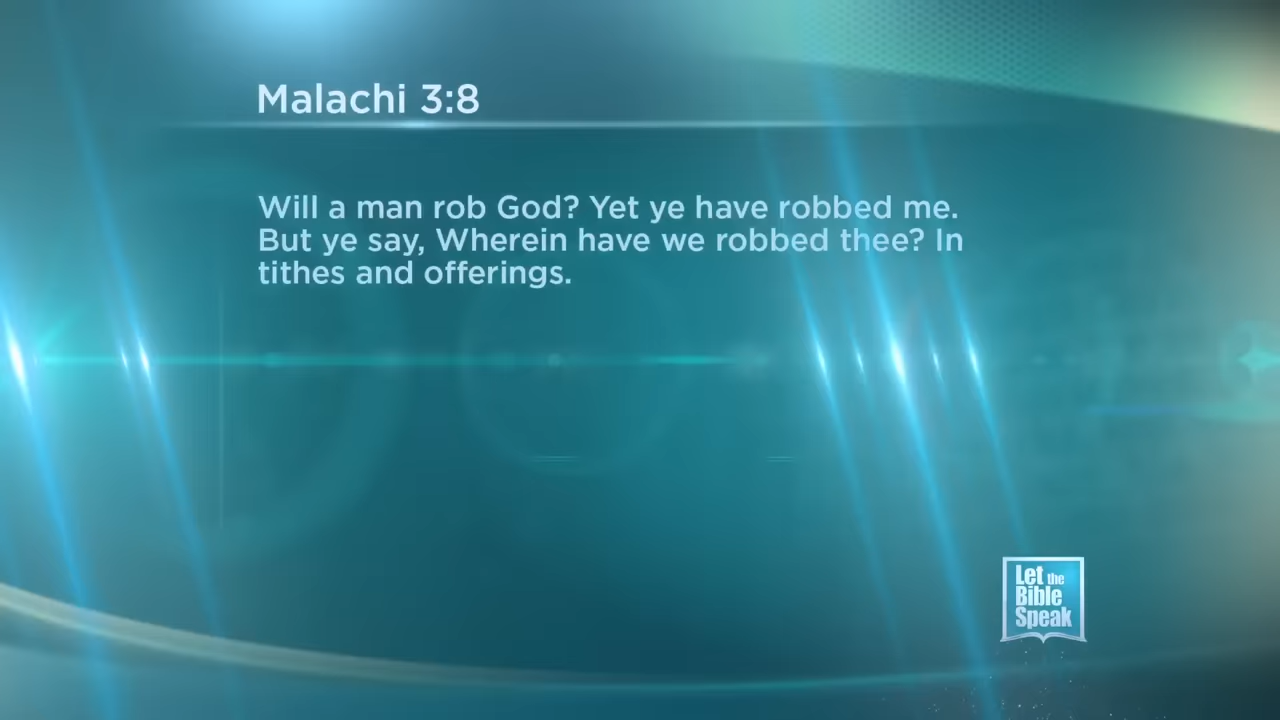 Malachi 3:8
Will a man rob God? Yet ye have robbed me.
But ye say, Wherein have we robbed thee? In
tithes and offerings.
Let the
Bible
Speak